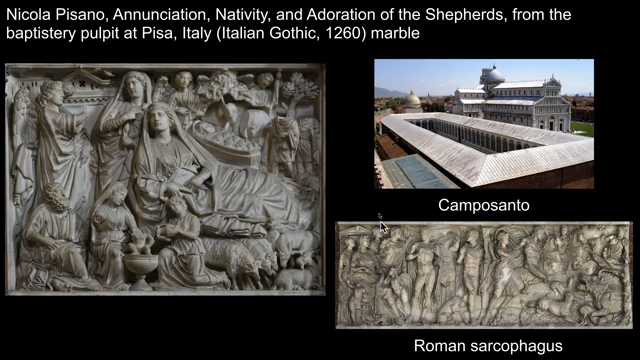 Nicola Pisano, Annunciation, Nativity, and Adoration of the Shepherds, from the
baptistery pulpit at Pisa, Italy (Italian Gothic, 1260) marble
Camposanto
Roman sarcophagus